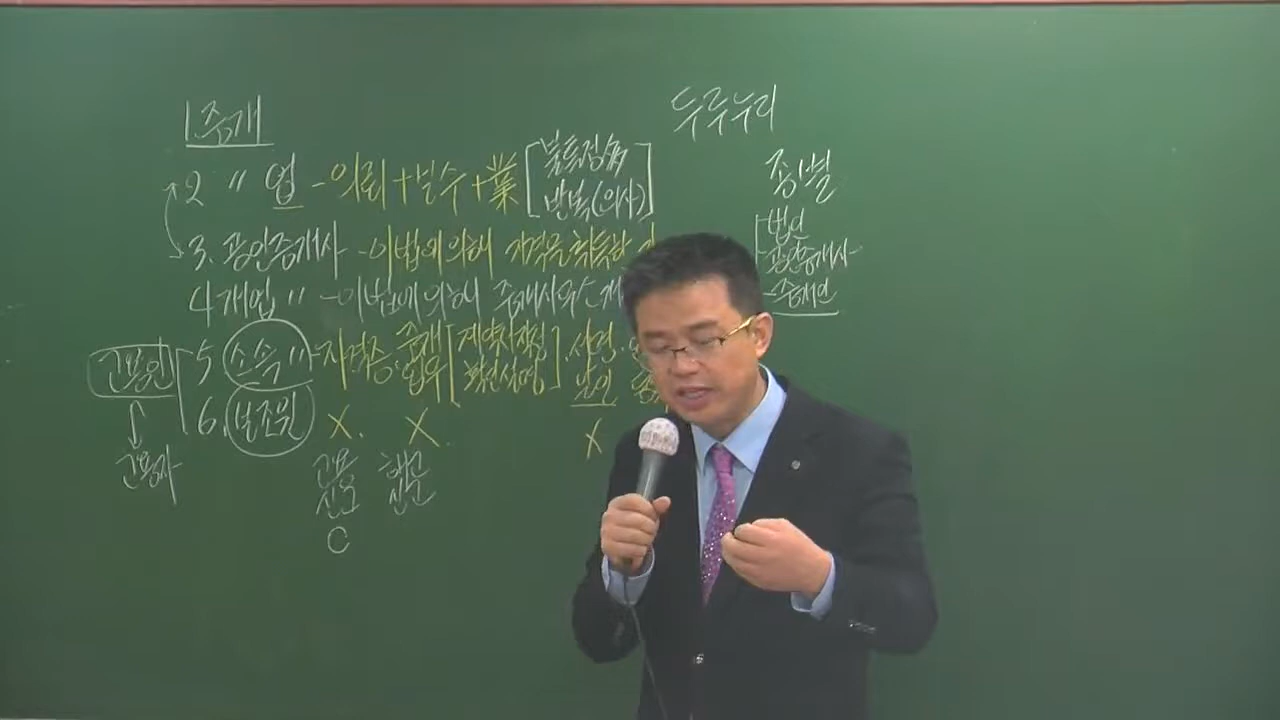 1. 중개
두루누리
2 〃 업 - 의뢰 + 보수 + 業 [불특정多
반복(의사)]
종별
3. 공인중개사 - 이법에 의해 자격을 취득한
법인
공인중개사
중개인
4 개업 〃 - 이법에 의해 중개사무소 개
5 소속 〃 - 자격증. 중개업무 [계약서작성
확인설명] . 서명.
날인
고용인
6. 보조원 X. X. X
고용자
고용신고 해고신고